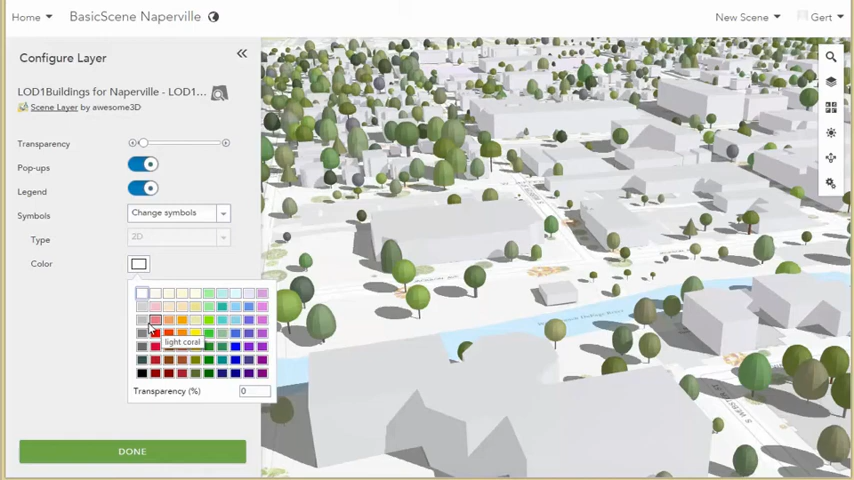 Home
BasicScene Naperville
New Scene
Gert
Configure Layer
LOD1Buildings for Naperville - LOD1...
Scene Layer by awesome3D
Transparency
Pop-ups
Legend
Symbols
Change symbols
Type
2D
Color
light coral
Transparency (%)
0
DONE